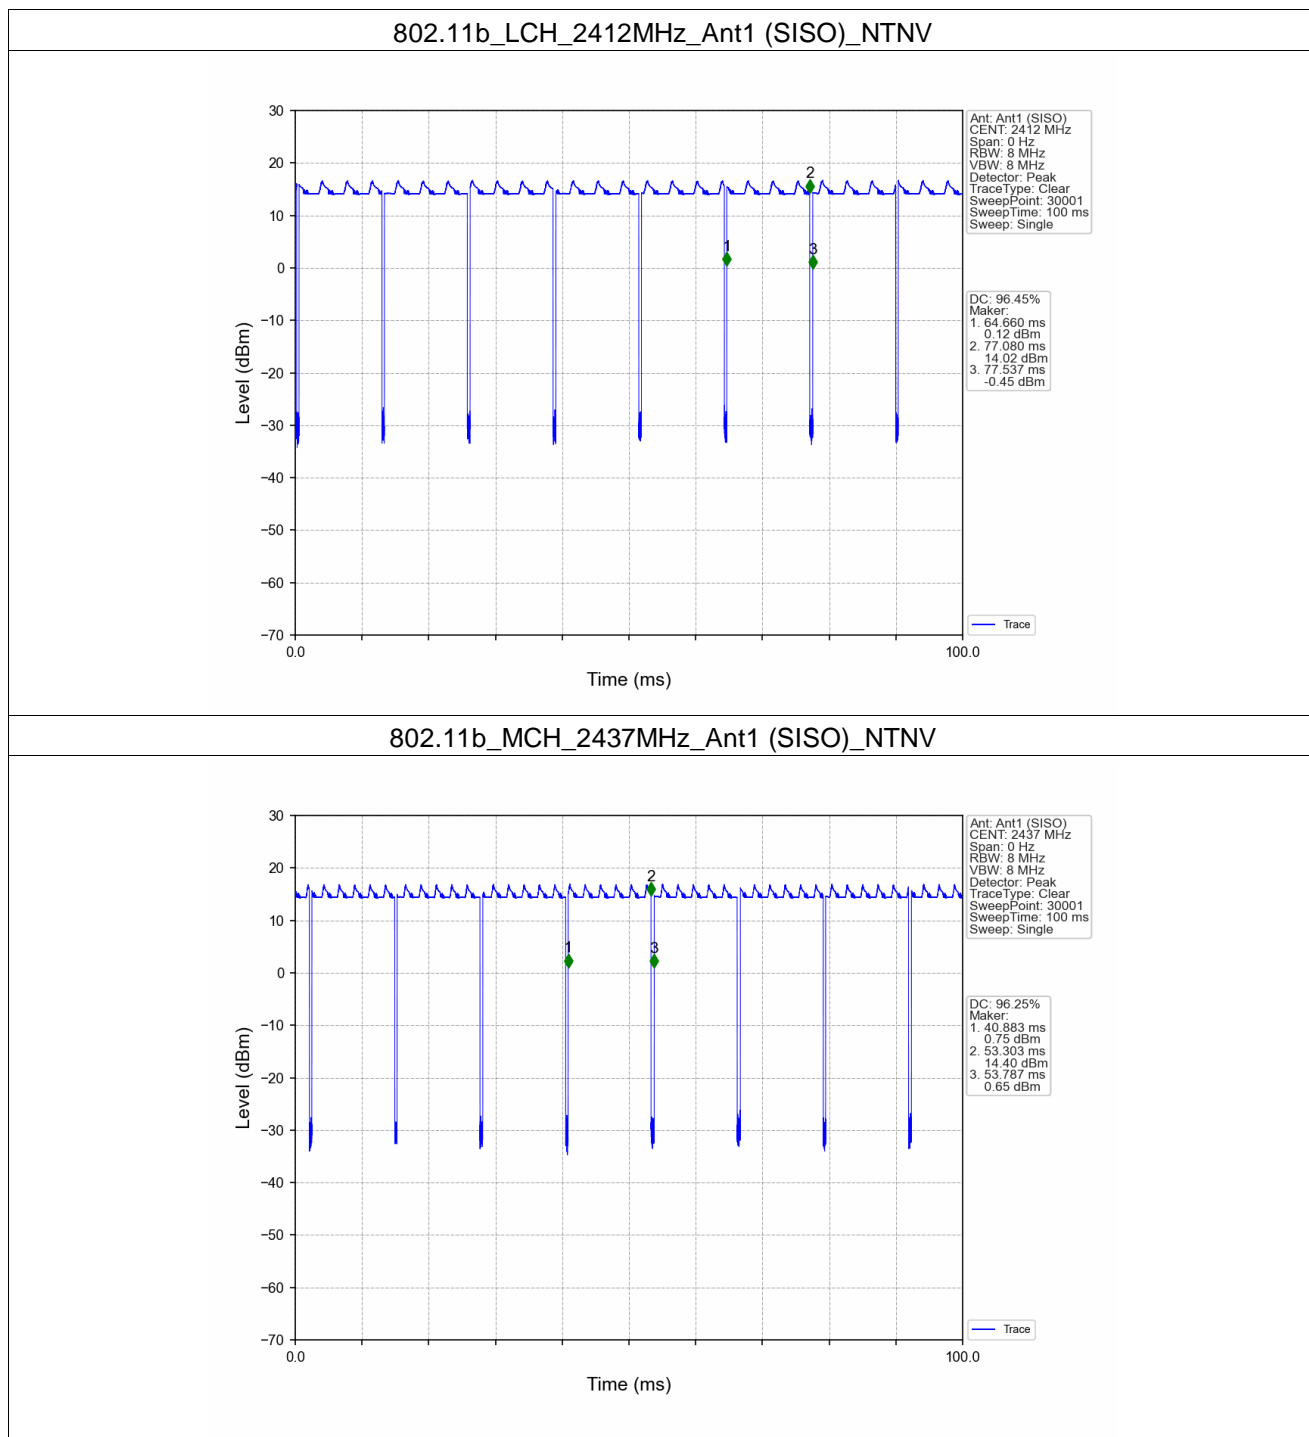 802.11b_LCH_2412MHz_Ant1 (SISO)_NTNV
30
20
10
0
−10
−20
−30
−40
−50
−60
−70
Level (dBm)
0.0
100.0
Time (ms)
1
2
3
Ant: Ant1 (SISO)
CENT: 2412 MHz
Span: 0 Hz
RBW: 8 MHz
VBW: 8 MHz
Detector: Peak
TraceType: Clear
SweepPoint: 30001
SweepTime: 100 ms
Sweep: Single
DC: 96.45%
Maker:
1. 64.660 ms
0.12 dBm
2. 77.080 ms
14.02 dBm
3. 77.537 ms
-0.45 dBm
Trace
802.11b_MCH_2437MHz_Ant1 (SISO)_NTNV
30
20
10
0
−10
−20
−30
−40
−50
−60
−70
Level (dBm)
0.0
100.0
Time (ms)
1
2
3
Ant: Ant1 (SISO)
CENT: 2437 MHz
Span: 0 Hz
RBW: 8 MHz
VBW: 8 MHz
Detector: Peak
TraceType: Clear
SweepPoint: 30001
SweepTime: 100 ms
Sweep: Single
DC: 96.25%
Maker:
1. 40.883 ms
0.75 dBm
2. 53.303 ms
14.40 dBm
3. 53.787 ms
0.65 dBm
Trace